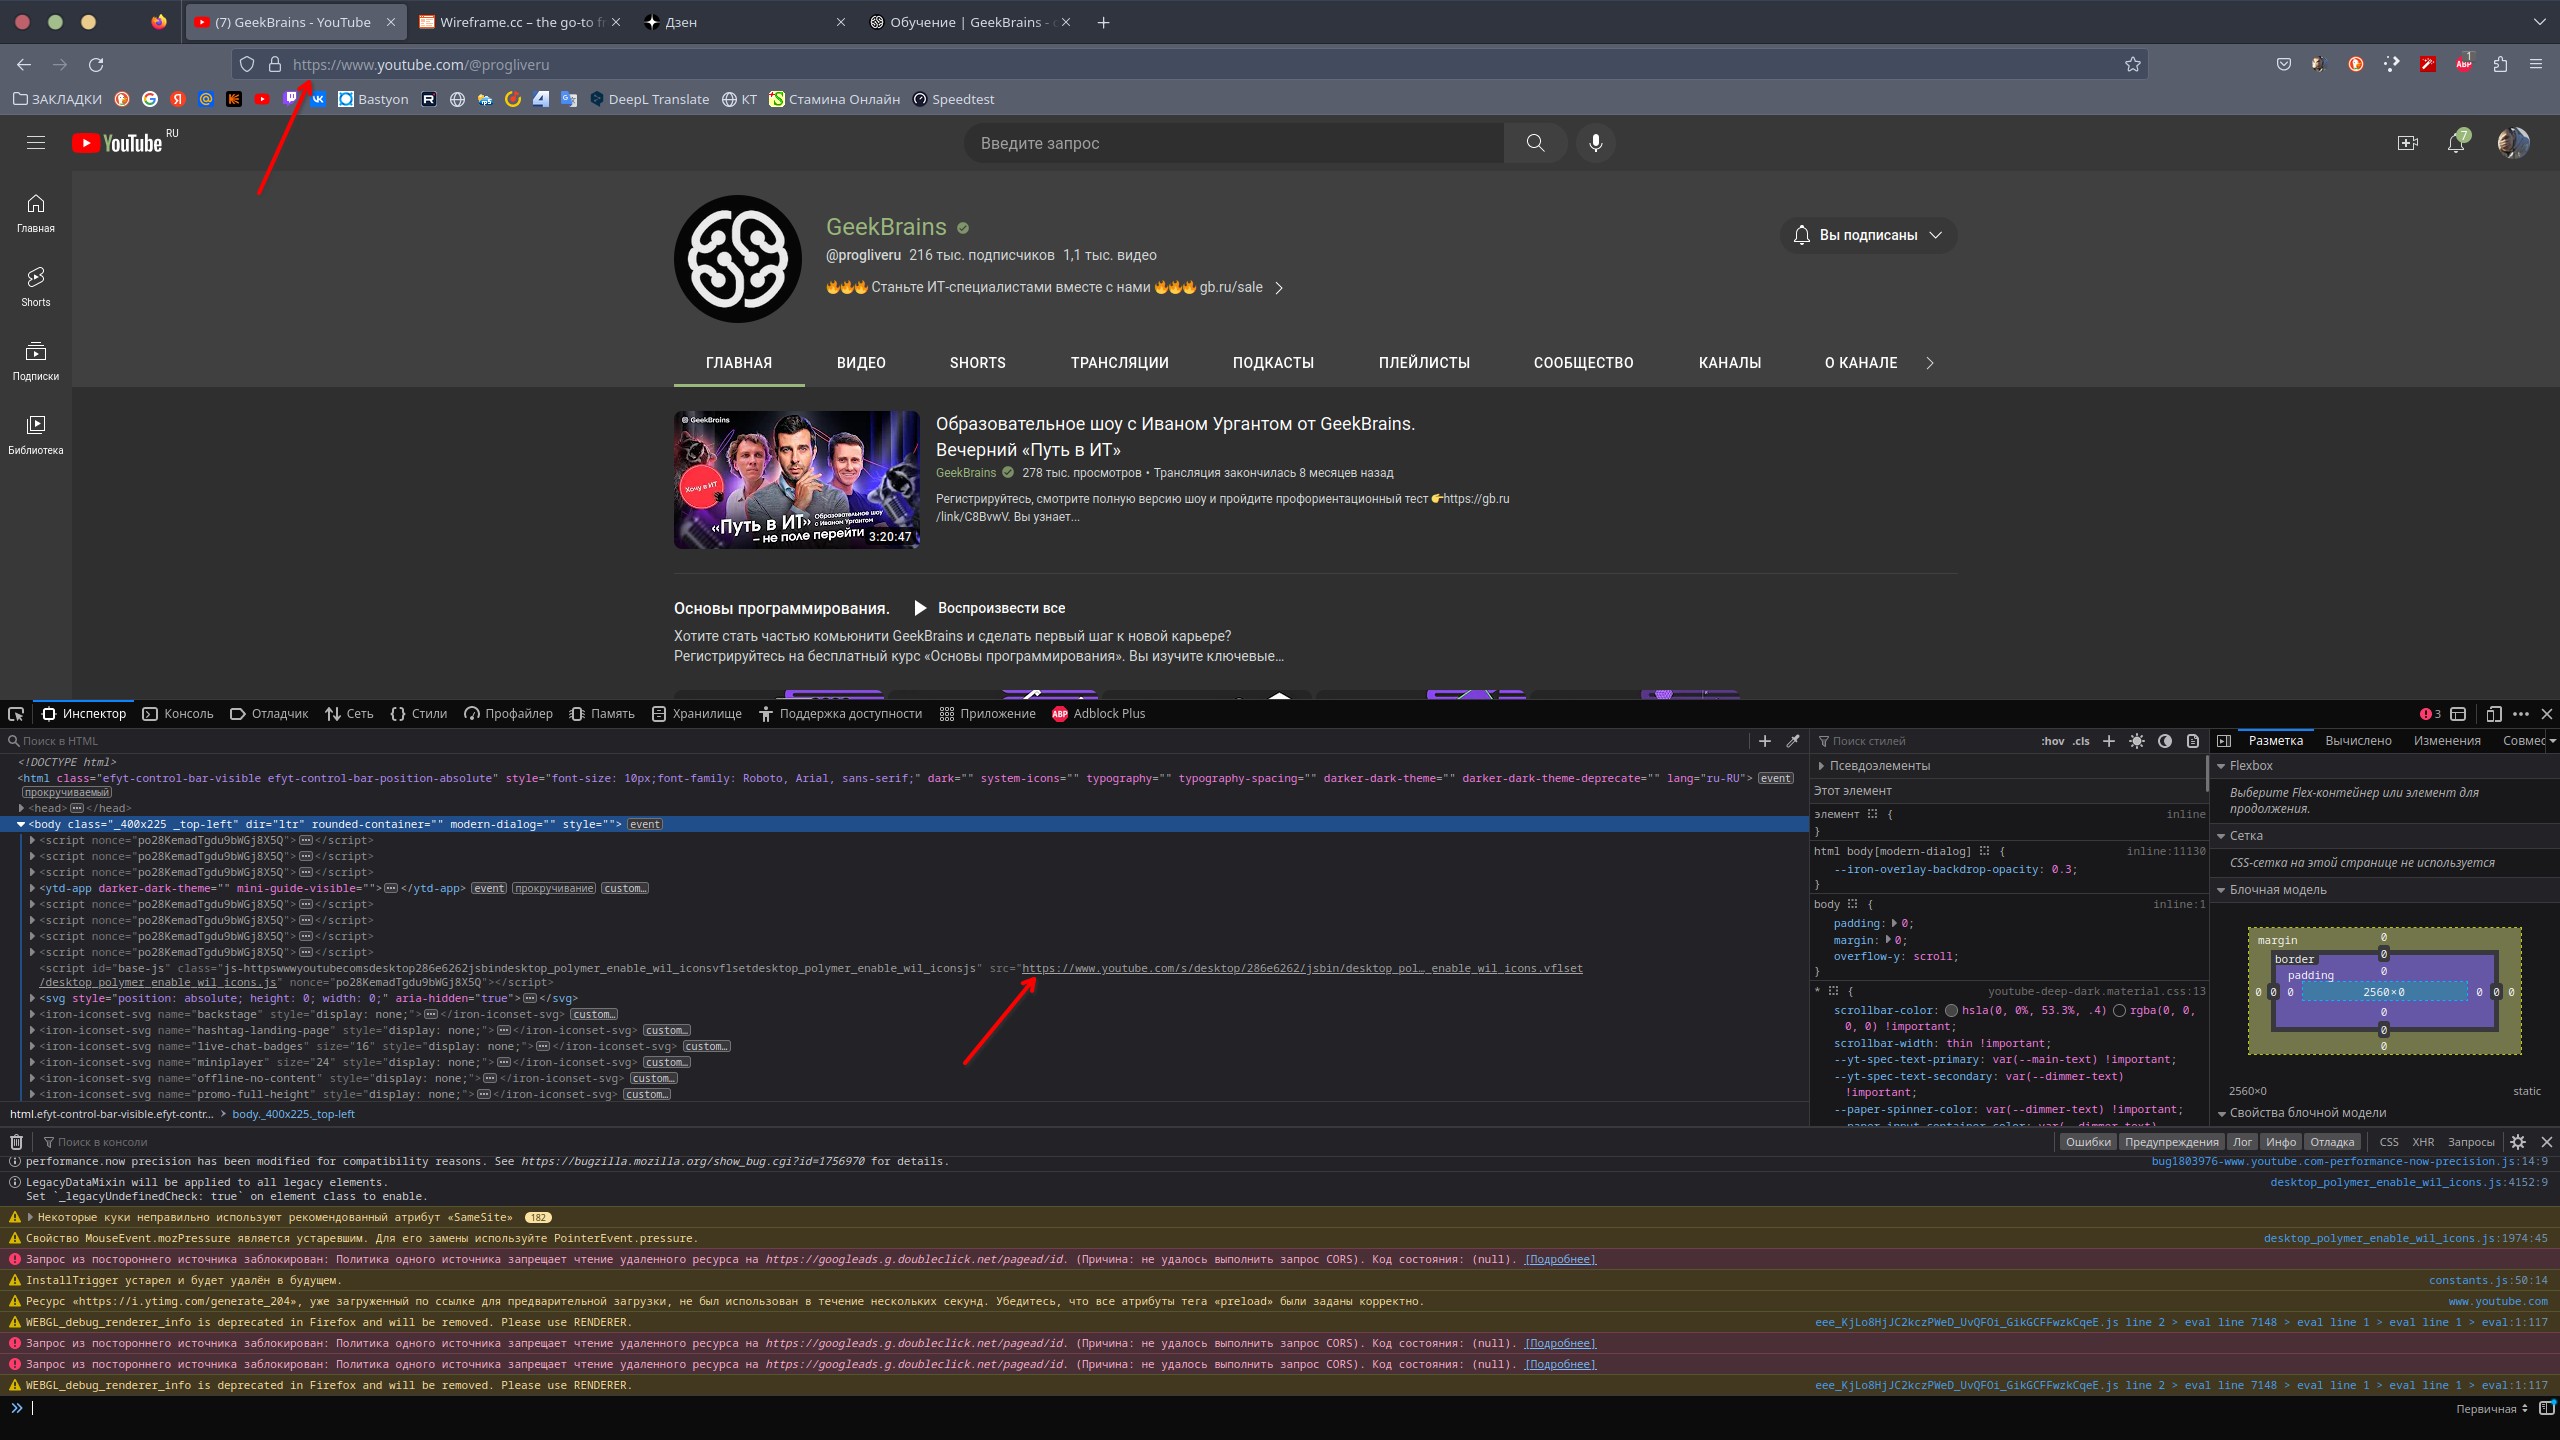 (7) GeekBrains - YouTube
Wireframe.cc – the go-to f
Дзен
Обучение | GeekBrains -
https://www.youtube.com/@progliveru
ЗАКЛАДКИ
Bastyon
DeepL Translate
КТ
Стамина Онлайн
Speedtest
YouTube RU
Введите запрос
7
Главная
Shorts
Подписки
Библиотека
GeekBrains
@progliveru 216 тыс. подписчиков 1,1 тыс. видео
🔥🔥🔥 Станьте ИТ-специалистами вместе с нами 🔥🔥🔥 gb.ru/sale
Вы подписаны
ГЛАВНАЯ ВИДЕО SHORTS ТРАНСЛЯЦИИ ПОДКАСТЫ ПЛЕЙЛИСТЫ СООБЩЕСТВО КАНАЛЫ О КАНАЛЕ
GeekBrains
Хочу в ИТ
«Путь в ИТ» Образовательное шоу с Иваном Ургантом
– не поле перейти
3:20:47
Образовательное шоу с Иваном Ургантом от GeekBrains.
Вечерний «Путь в ИТ»
GeekBrains 278 тыс. просмотров • Трансляция закончилась 8 месяцев назад
Регистрируйтесь, смотрите полную версию шоу и пройдите профориентационный тест 👉https://gb.ru
/link/C8BvwV. Вы узнает...
Основы программирования. Воспроизвести все
Хотите стать частью комьюнити GeekBrains и сделать первый шаг к новой карьере?
Регистрируйтесь на бесплатный курс «Основы программирования». Вы изучите ключевые...
Инспектор Консоль Отладчик Сеть Стили Профайлер Память Хранилище Поддержка доступности Приложение Adblock Plus
3
Поиск в HTML
<!DOCTYPE html>
<html class="efyt-control-bar-visible efyt-control-bar-position-absolute" style="font-size: 10px;font-family: Roboto, Arial, sans-serif;" dark="" system-icons="" typography="" typography-spacing="" darker-dark-theme="" darker-dark-theme-deprecate="" lang="ru-RU"> event
прокручиваемый
<head></head>
<body class="_400x225 _top-left" dir="ltr" rounded-container="" modern-dialog="" style=""> event
<script nonce="po28KemadTgdu9bWGj8X5Q"></script>
<script nonce="po28KemadTgdu9bWGj8X5Q"></script>
<script nonce="po28KemadTgdu9bWGj8X5Q"></script>
<ytd-app darker-dark-theme="" mini-guide-visible=""></ytd-app> event прокручивание custom…
<script nonce="po28KemadTgdu9bWGj8X5Q"></script>
<script nonce="po28KemadTgdu9bWGj8X5Q"></script>
<script nonce="po28KemadTgdu9bWGj8X5Q"></script>
<script nonce="po28KemadTgdu9bWGj8X5Q"></script>
<script id="base-js" class="js-httpswwwyoutubecomsdesktop286e6262jsbindesktop_polymer_enable_wil_iconsvflsetdesktop_polymer_enable_wil_iconsjs" src="https://www.youtube.com/s/desktop/286e6262/jsbin/desktop_pol…_enable_wil_icons.vflset
/desktop_polymer_enable_wil_icons.js" nonce="po28KemadTgdu9bWGj8X5Q"></script>
<svg style="position: absolute; height: 0; width: 0;" aria-hidden="true"></svg>
<iron-iconset-svg name="backstage" style="display: none;"></iron-iconset-svg> custom…
<iron-iconset-svg name="hashtag-landing-page" style="display: none;"></iron-iconset-svg> custom…
<iron-iconset-svg name="live-chat-badges" size="16" style="display: none;"></iron-iconset-svg> custom…
<iron-iconset-svg name="miniplayer" size="24" style="display: none;"></iron-iconset-svg> custom…
<iron-iconset-svg name="offline-no-content" style="display: none;"></iron-iconset-svg> custom…
<iron-iconset-svg name="promo-full-height" style="display: none;"></iron-iconset-svg> custom…
html.efyt-control-bar-visible.efyt-contr… > body._400x225._top-left
Поиск стилей :hov .cls
Псевдоэлементы
Этот элемент
элемент { inline
}
html body[modern-dialog] { inline:11130
--iron-overlay-backdrop-opacity: 0.3;
}
body { inline:1
padding: 0;
margin: 0;
overflow-y: scroll;
}
* { youtube-deep-dark.material.css:13
scrollbar-color: hsla(0, 0%, 53.3%, .4) rgba(0, 0,
0, 0) !important;
scrollbar-width: thin !important;
--yt-spec-text-primary: var(--main-text) !important;
--yt-spec-text-secondary: var(--dimmer-text)
!important;
--paper-spinner-color: var(--dimmer-text) !important;
Разметка Вычислено Изменения Совмес
Flexbox
Выберите Flex-контейнер или элемент для
продолжения.
Сетка
CSS-сетка на этой странице не используется
Блочная модель
margin 0
border 0
padding 0
0 0 0 2560×0 0 0 0
0
0
0
2560×0 static
Свойства блочной модели
Поиск в консоли
Ошибки Предупреждения Лог Инфо Отладка CSS XHR Запросы
performance.now precision has been modified for compatibility reasons. See https://bugzilla.mozilla.org/show_bug.cgi?id=1756970 for details. bug1803976-www.youtube.com-performance-now-precision.js:14:9
LegacyDataMixin will be applied to all legacy elements. desktop_polymer_enable_wil_icons.js:4152:9
Set `_legacyUndefinedCheck: true` on element class to enable.
Некоторые куки неправильно используют рекомендованный атрибут «SameSite» 182
Свойство MouseEvent.mozPressure является устаревшим. Для его замены используйте PointerEvent.pressure. desktop_polymer_enable_wil_icons.js:1974:45
Запрос из постороннего источника заблокирован: Политика одного источника запрещает чтение удаленного ресурса на https://googleads.g.doubleclick.net/pagead/id. (Причина: не удалось выполнить запрос CORS). Код состояния: (null). [Подробнее]
InstallTrigger устарел и будет удалён в будущем. constants.js:50:14
Ресурс «https://i.ytimg.com/generate_204», уже загруженный по ссылке для предварительной загрузки, не был использован в течение нескольких секунд. Убедитесь, что все атрибуты тега «preload» были заданы корректно. www.youtube.com
WEBGL_debug_renderer_info is deprecated in Firefox and will be removed. Please use RENDERER. eee_KjLo8HjJC2kczPWeD_UvQFOi_GikGCFFwzkCqeE.js line 2 > eval line 7148 > eval line 1 > eval line 1 > eval:1:117
Запрос из постороннего источника заблокирован: Политика одного источника запрещает чтение удаленного ресурса на https://googleads.g.doubleclick.net/pagead/id. (Причина: не удалось выполнить запрос CORS). Код состояния: (null). [Подробнее]
Запрос из постороннего источника заблокирован: Политика одного источника запрещает чтение удаленного ресурса на https://googleads.g.doubleclick.net/pagead/id. (Причина: не удалось выполнить запрос CORS). Код состояния: (null). [Подробнее]
WEBGL_debug_renderer_info is deprecated in Firefox and will be removed. Please use RENDERER. eee_KjLo8HjJC2kczPWeD_UvQFOi_GikGCFFwzkCqeE.js line 2 > eval line 7148 > eval line 1 > eval line 1 > eval:1:117
Первичная